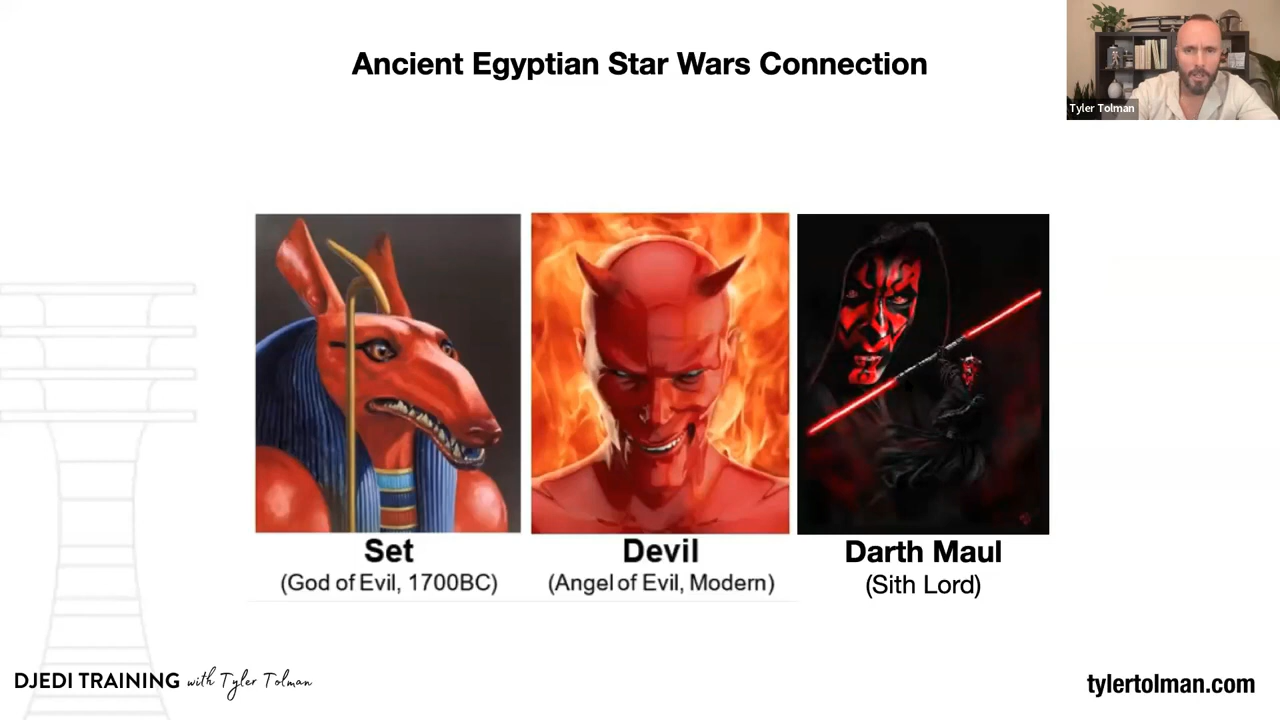 Ancient Egyptian Star Wars Connection
Tyler Tolman
Set
(God of Evil, 1700BC)
Devil
(Angel of Evil, Modern)
Darth Maul
(Sith Lord)
DJEDI TRAINING with Tyler Tolman
tylertolman.com